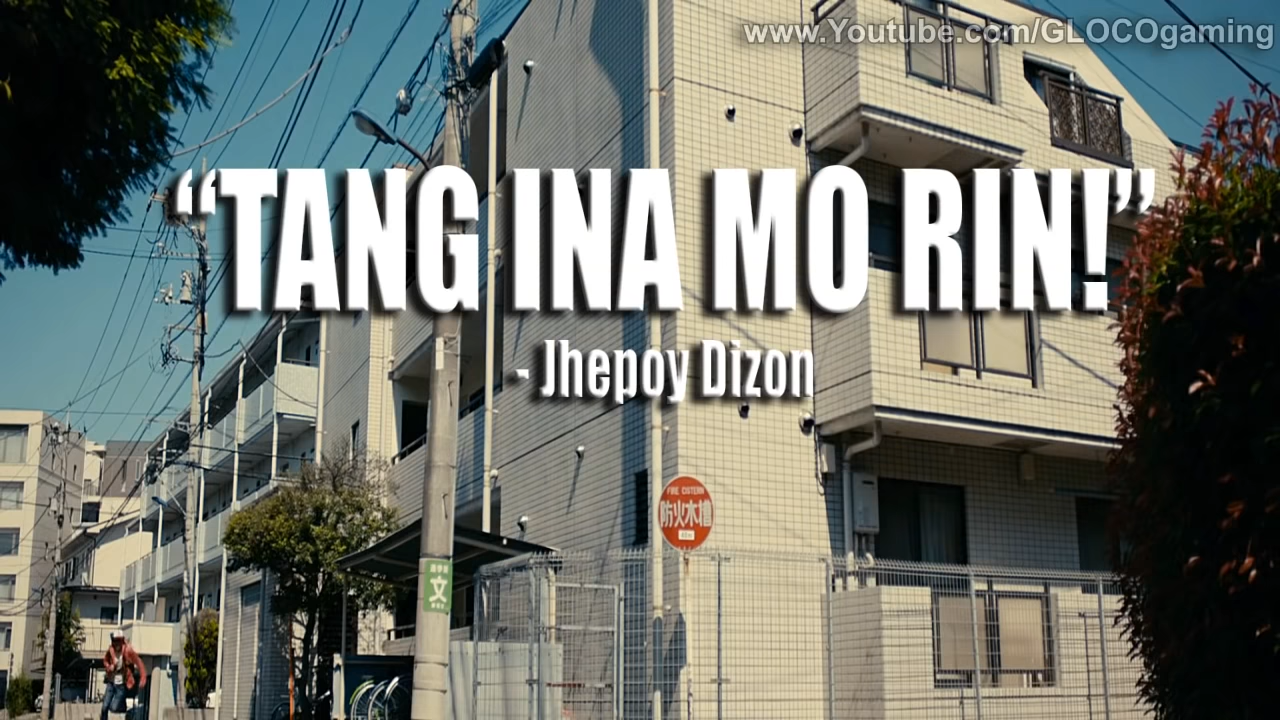 www.Youtube.com/GLOCOgaming
“TANG INA MO RIN!”
- Jhepoy Dizon
FIRE CISTERN
防火水槽
文